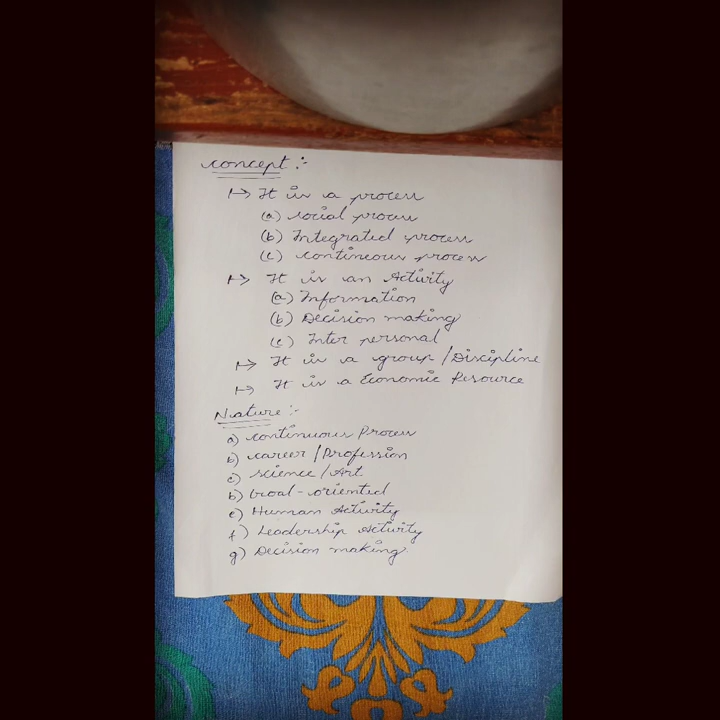 Concept :-
↦ It is a process
(a) social process
(b) Integrated process
(c) contineous process
↦ It is an Activity
(a) Information
(b) Decision making
(c) Inter personal
↦ It is a group / Discipline
↦ It is a Economic Resource
Nature :-
a) continuous Process
b) career / Profession
c) science / Art
b) Goal-oriented
e) Human Activity
f) Leadership Activity
g) Decision making